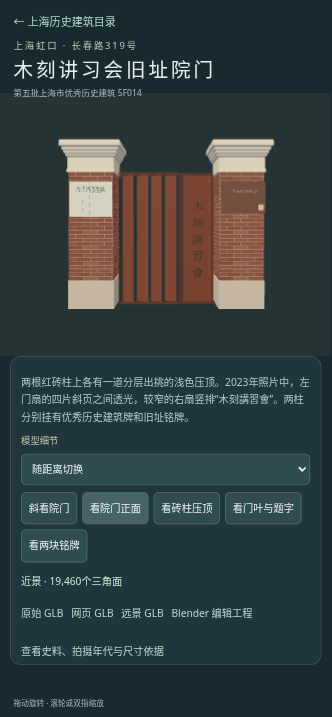 ← 上海历史建筑目录
上海虹口 · 长春路319号
木刻讲习会旧址院门
第五批上海市优秀历史建筑 5F014
木刻講習會
两根红砖柱上各有一道分层出挑的浅色压顶。2023年照片中，左
门扇的四片斜页之间透光，较窄的右扇竖排“木刻講習會”。两柱
分别挂有优秀历史建筑牌和旧址铭牌。
模型细节
随距离切换
斜看院门
看院门正面
看砖柱压顶
看门叶与题字
看两块铭牌
近景 · 19,460个三角面
原始 GLB 网页 GLB 远景 GLB Blender 编辑工程
查看史料、拍摄年代与尺寸依据
拖动旋转 · 滚轮或双指缩放